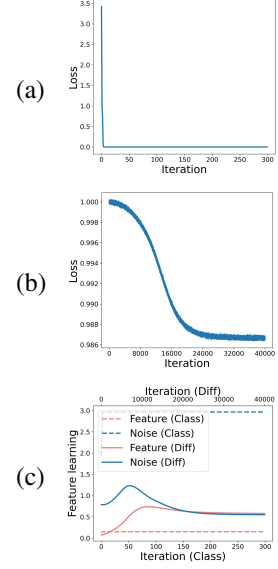 (a)
Loss
3.5
3.0
2.5
2.0
1.5
1.0
0.5
0.0
0 50 100 150 200 250 300
Iteration
(b)
Loss
1.000
0.998
0.996
0.994
0.992
0.990
0.988
0.986
0 8000 16000 24000 32000 40000
Iteration
(c)
Iteration (Diff)
0 10000 20000 30000 40000
Feature learning
3.0
2.5
2.0
1.5
1.0
0.5
0.0
Feature (Class)
Noise (Class)
Feature (Diff)
Noise (Diff)
0 50 100 150 200 250 300
Iteration (Class)